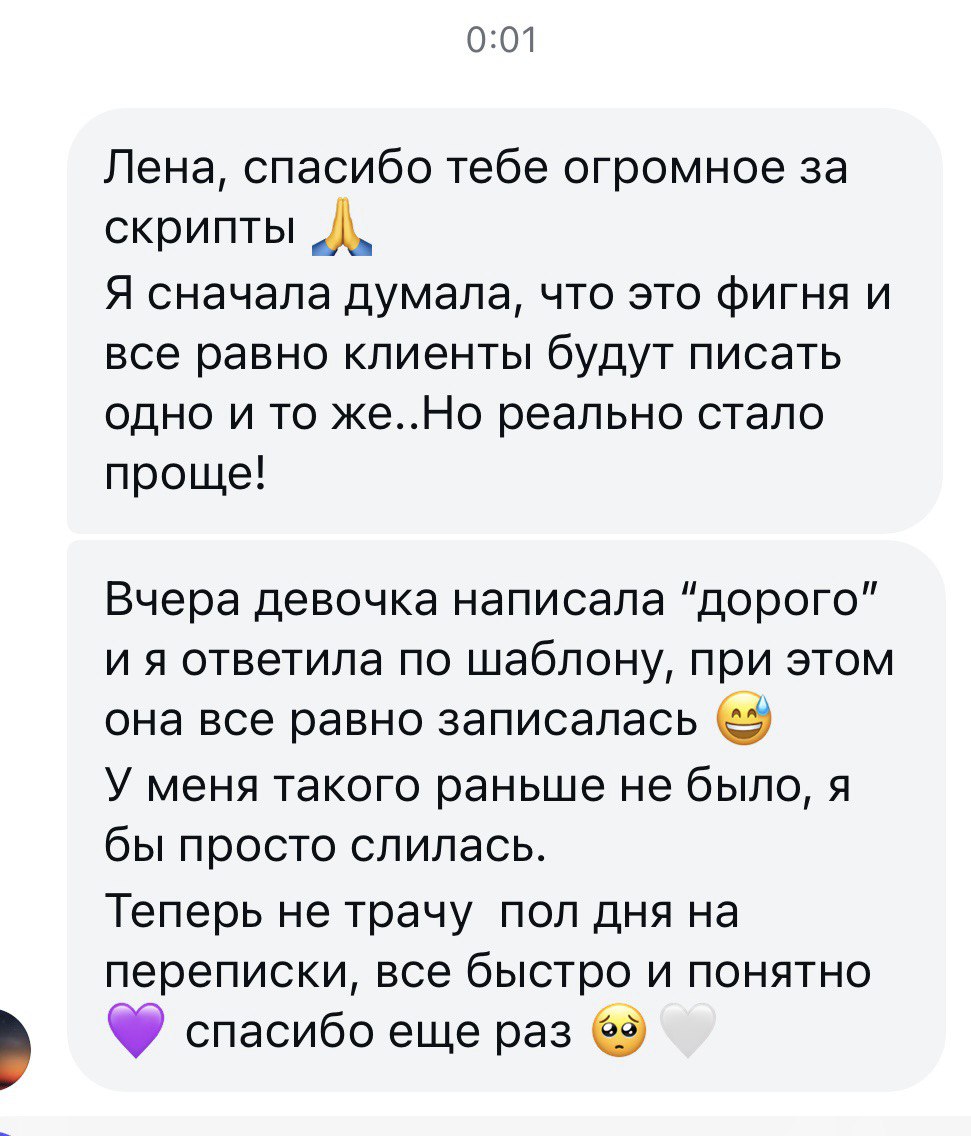 0:01
Лена, спасибо тебе огромное за
скрипты 🙏
Я сначала думала, что это фигня и
все равно клиенты будут писать
одно и то же..Но реально стало
проще!
Вчера девочка написала “дорого”
и я ответила по шаблону, при этом
она все равно записалась 😅
У меня такого раньше не было, я
бы просто слилась.
Теперь не трачу  пол дня на
переписки, все быстро и понятно
💜 спасибо еще раз 🥺🤍